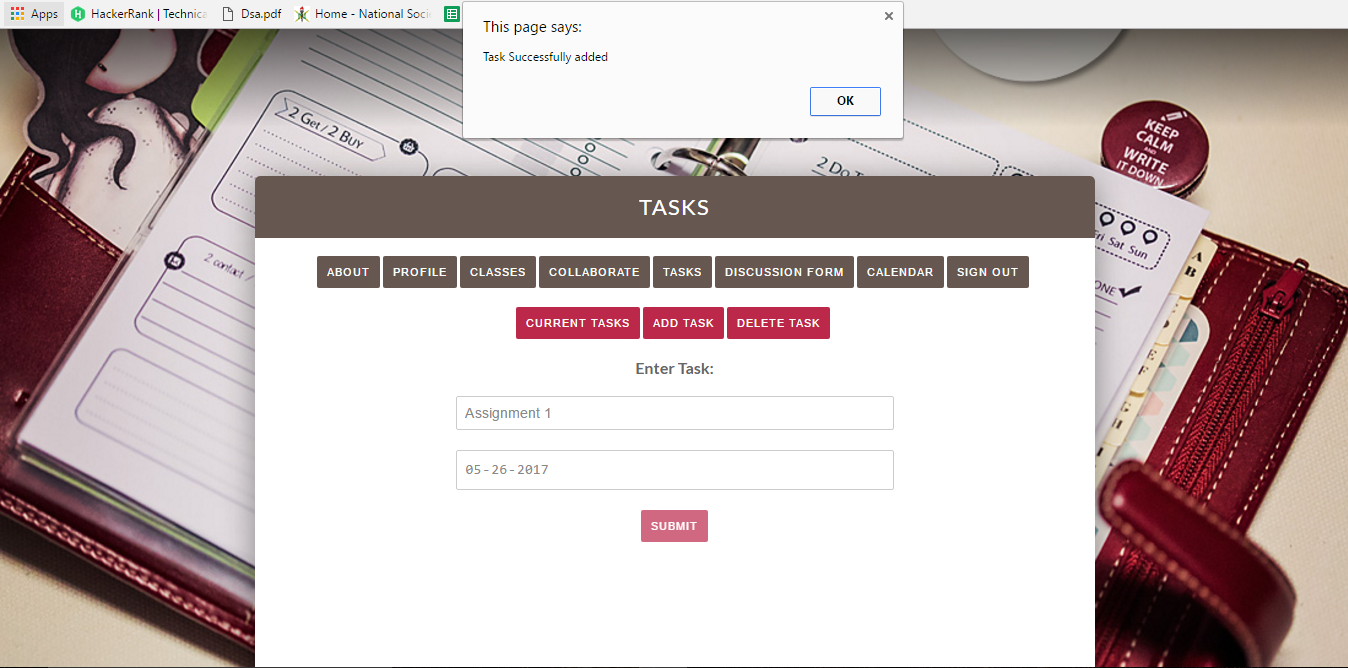 Apps HackerRank | Technica Dsa.pdf Home - National Soci
This page says:
Task Successfully added
OK
2 Get / 2 Buy
KEEP
CALM
AND
WRITE
IT DOWN
2 Do
Fri Sat Sun
2 contact /
A
B
E
F
G
H
I
TASKS
ABOUT PROFILE CLASSES COLLABORATE TASKS DISCUSSION FORM CALENDAR SIGN OUT
CURRENT TASKS ADD TASK DELETE TASK
Enter Task:
Assignment 1
05-26-2017
SUBMIT